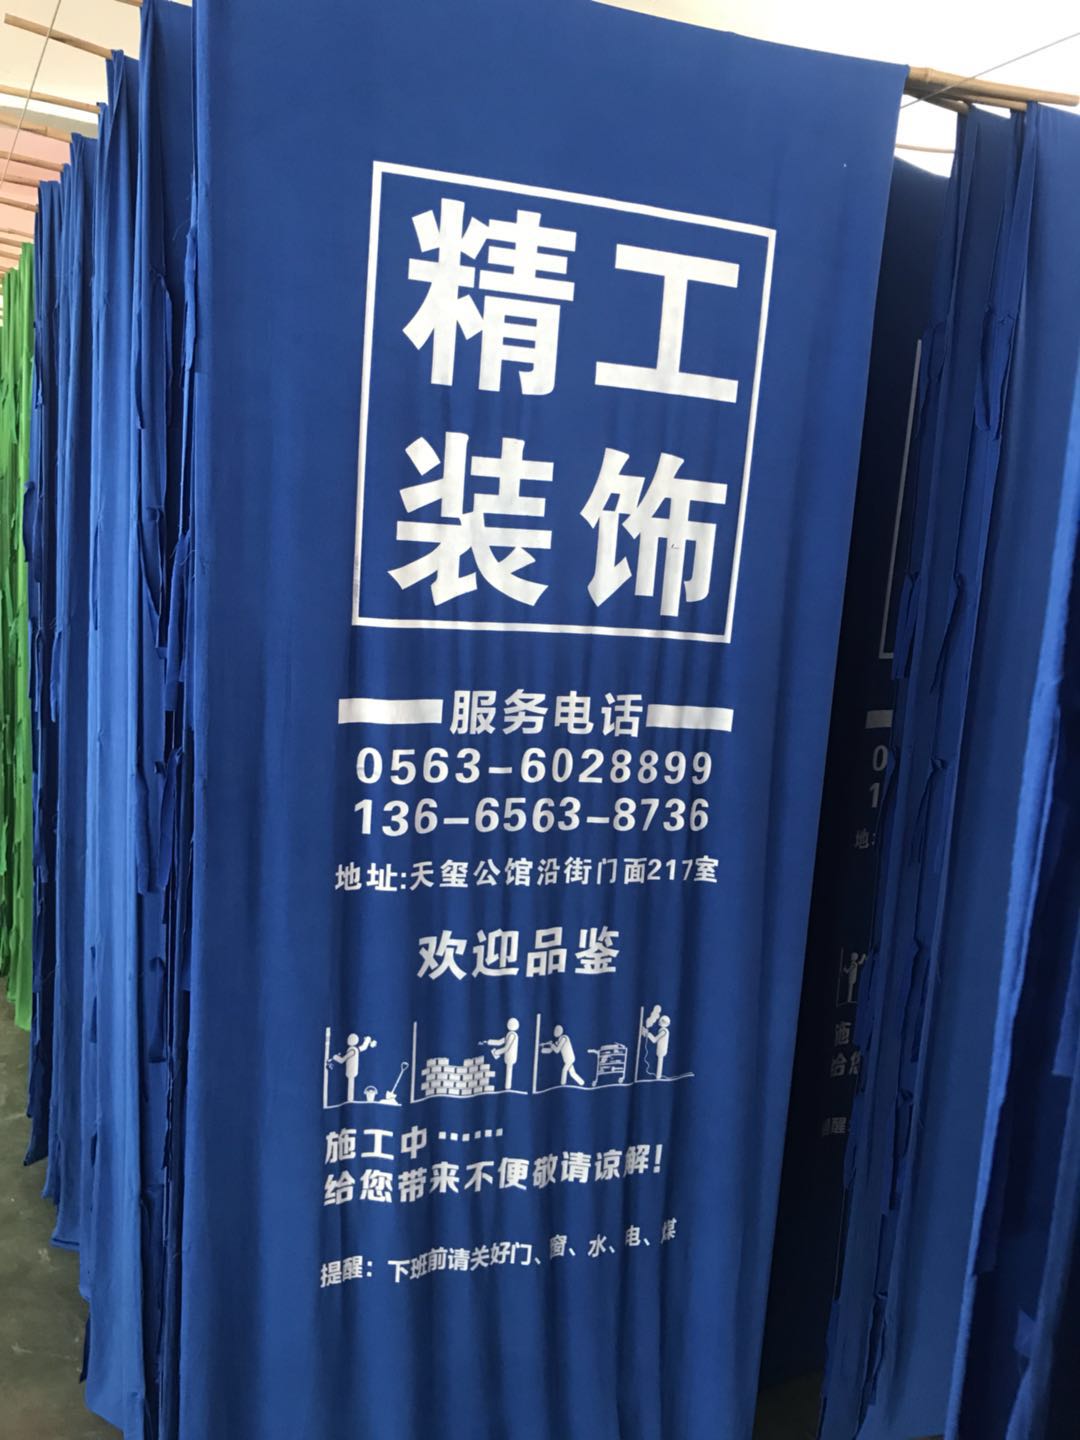 精工
装饰
服务电话
0563-6028899
136-6563-8736
地址:天玺公馆沿街门面217室
欢迎品鉴
施工中······
给您带来不便敬请谅解!
提醒：下班前请关好门、窗、水、电、煤